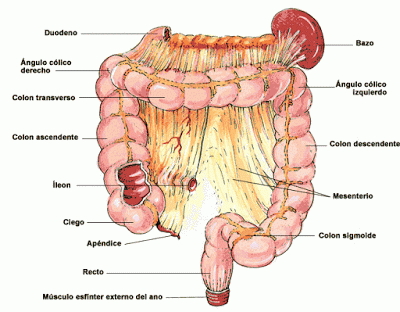 Duodeno
Bazo
Ángulo cólico
derecho
Ángulo cólico
izquierdo
Colon transverso
Colon ascendente
Colon descendente
Íleon
Mesenterio
Ciego
Colon sigmoide
Apéndice
Recto
Músculo esfinter externo del ano